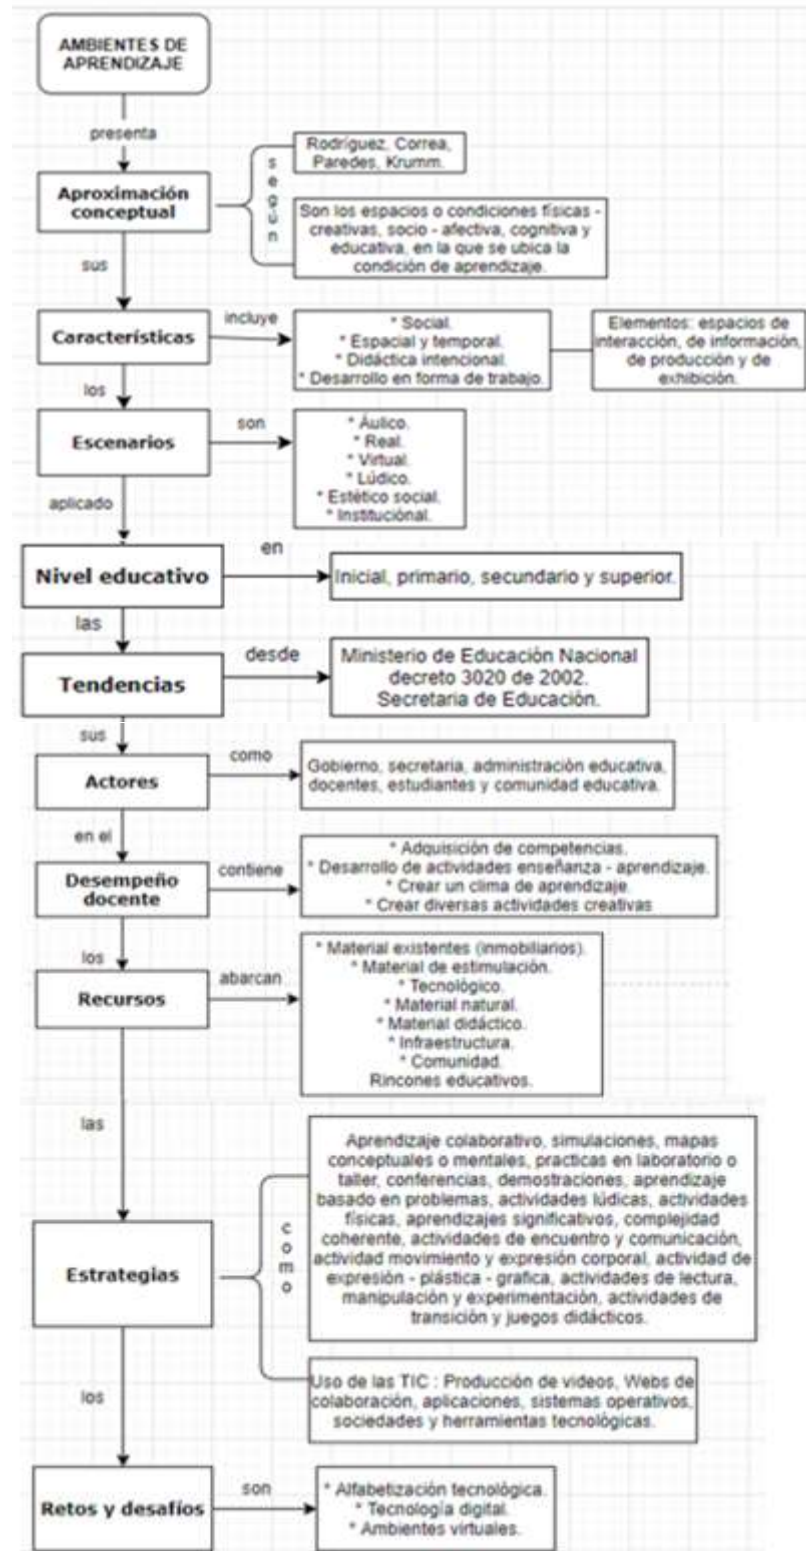 AMBIENTES DE
APRENDIZAJE
presenta
Aproximación
conceptual
según
Rodríguez, Correa,
Paredes, Krumm.
Son los espacios o condiciones físicas -
creativas, socio - afectiva, cognitiva y
educativa, en la que se ubica la
condición de aprendizaje.
sus
Característicás
incluye
* Social.
* Espacial y temporal.
* Didáctica intencional.
* Desarrollo en forma de trabajo.
Elementos: espacios de
interacción, de información,
de producción y de
exhibición.
los
Escenarios
son
* Áulico.
* Real.
* Virtual.
* Lúdico.
* Estético social.
* Instituciónal.
aplicado
Nivel educativo
en
Inicial, primario, secundario y superior.
las
Tendencias
desde
Ministerio de Educación Nacional
decreto 3020 de 2002.
Secretaria de Educación.
sus
Actores
como
Gobierno, secretaria, administración educativa,
docentes, estudiantes y comunidad educativa.
en el
Desempeño
docente
contiene
* Adquisición de competencias.
* Desarrollo de actividades enseñanza - aprendizaje.
* Crear un clima de aprendizaje.
* Crear diversas actividades creativas
los
Recursos
abarcan
* Material existentes (inmobiliarios).
* Material de estimulación.
* Tecnológico.
* Material natural.
* Material didáctico.
* Infraestructura.
* Comunidad.
Rincones educativos.
las
Estrategias
como
Aprendizaje colaborativo, simulaciones, mapas
conceptuales o mentales, practicas en laboratorio o
taller, conferencias, demostraciones, aprendizaje
basado en problemas, actividades lúdicas, actividades
físicas, aprendizajes significativos, complejidad
coherente, actividades de encuentro y comunicación,
actividad movimiento y expresión corporal, actividad de
expresión - plástica - grafica, actividades de lectura,
manipulación y experimentación, actividades de
transición y juegos didácticos.
Uso de las TIC : Producción de videos, Webs de
colaboración, aplicaciones, sistemas operativos,
sociedades y herramientas tecnológicas.
los
Retos y desafíos
son
* Alfabetización tecnológica.
* Tecnología digital.
* Ambientes virtuales.